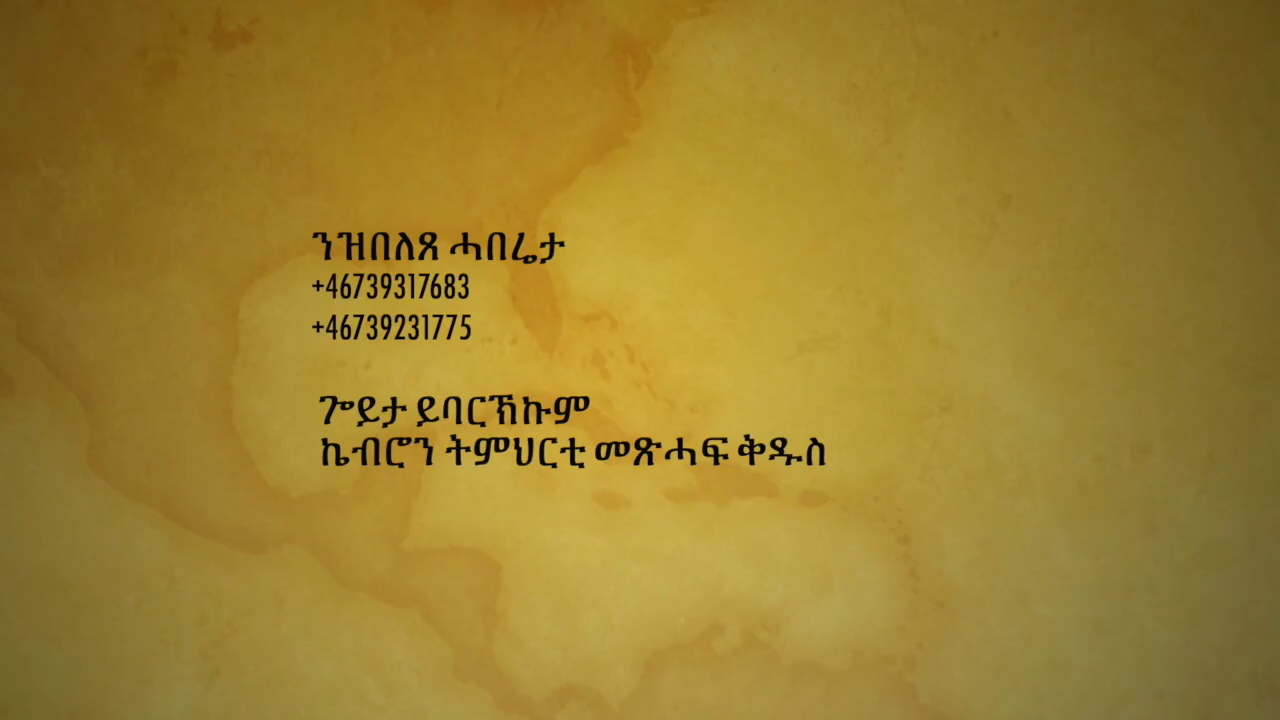 ንዝበለጸ ሓበሬታ
+46739317683
+46739231775
ጐይታ ይባርኽኩም
ኬብሮን ትምህርቲ መጽሓፍ ቅዱስ